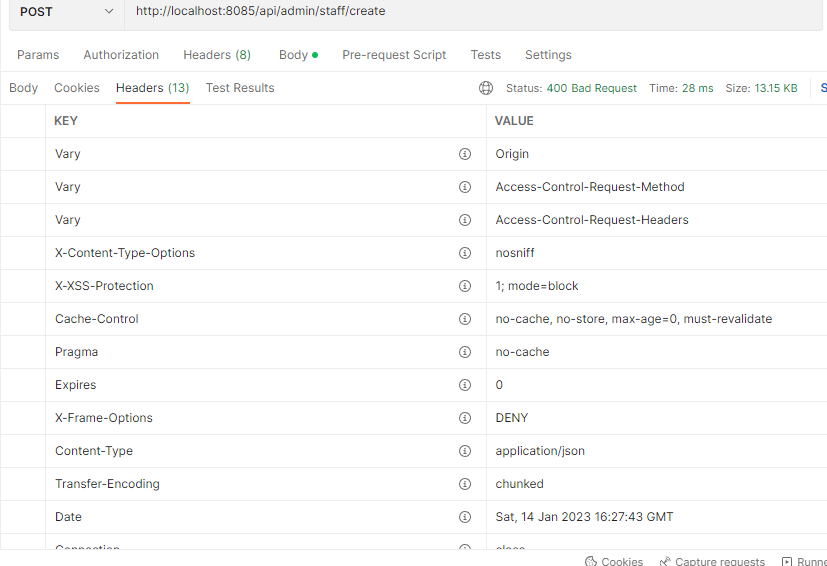 POST http://localhost:8085/api/admin/staff/create
Params Authorization Headers (8) Body Pre-request Script Tests Settings
Body Cookies Headers (13) Test Results Status: 400 Bad Request Time: 28 ms Size: 13.15 KB S
KEY VALUE
Vary Origin
Vary Access-Control-Request-Method
Vary Access-Control-Request-Headers
X-Content-Type-Options nosniff
X-XSS-Protection 1; mode=block
Cache-Control no-cache, no-store, max-age=0, must-revalidate
Pragma no-cache
Expires 0
X-Frame-Options DENY
Content-Type application/json
Transfer-Encoding chunked
Date Sat, 14 Jan 2023 16:27:43 GMT
Connection close
Cookies Capture requests Runne